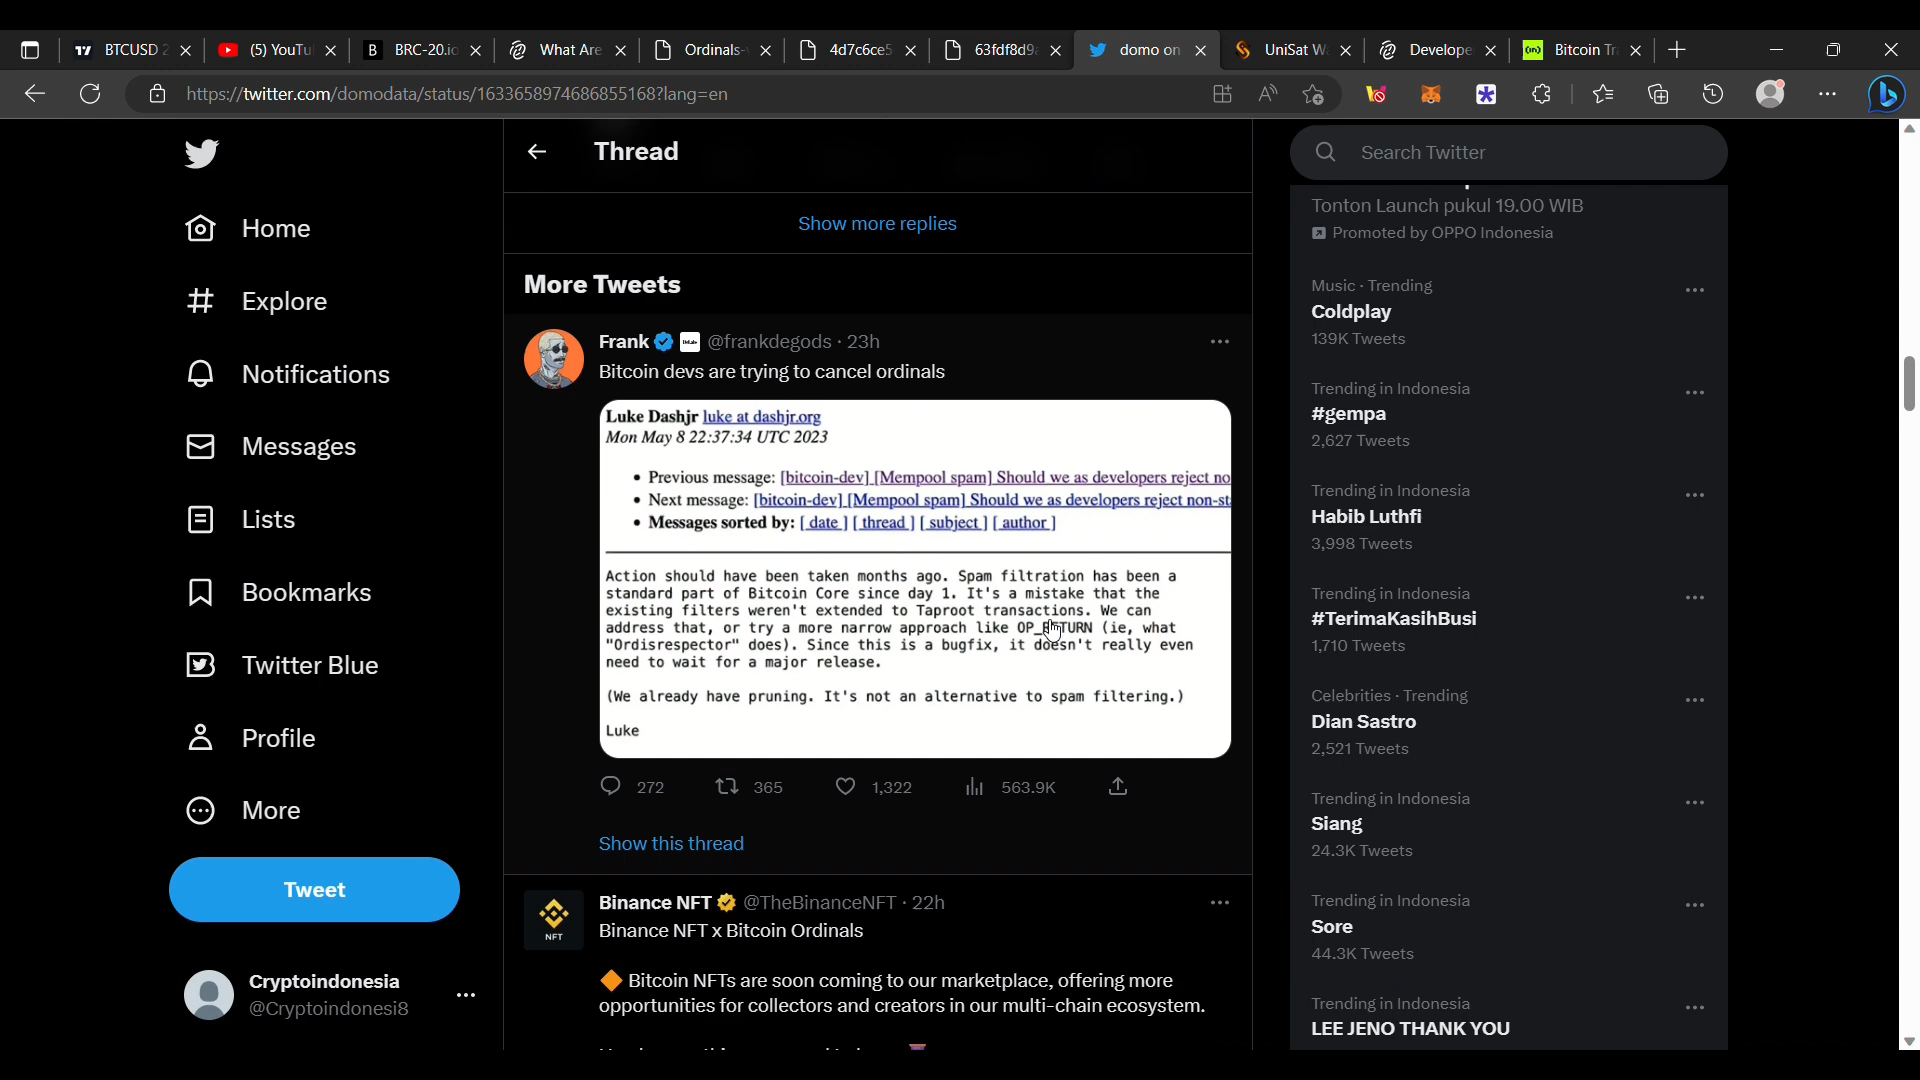 BTCUSD 2
(5) YouTu
BRC-20.io
What Are
Ordinals-
4d7c6ce5
63fdf8d9
domo on
UniSat W
Develope
Bitcoin Tr
https://twitter.com/domodata/status/1633658974686855168?lang=en
Home
Explore
Notifications
Messages
Lists
Bookmarks
Twitter Blue
Profile
More
Tweet
Cryptoindonesia
@Cryptoindonesi8
Thread
Show more replies
More Tweets
Frank @frankdegods · 23h
Bitcoin devs are trying to cancel ordinals
Luke Dashjr luke at dashjr.org
Mon May 8 22:37:34 UTC 2023
• Previous message: [bitcoin-dev] [Mempool spam] Should we as developers reject no
• Next message: [bitcoin-dev] [Mempool spam] Should we as developers reject non-sta
• Messages sorted by: [ date ] [ thread ] [ subject ] [ author ]
Action should have been taken months ago. Spam filtration has been a
standard part of Bitcoin Core since day 1. It's a mistake that the
existing filters weren't extended to Taproot transactions. We can
address that, or try a more narrow approach like OP_RETURN (ie, what
"Ordisrespector" does). Since this is a bugfix, it doesn't really even
need to wait for a major release.
(We already have pruning. It's not an alternative to spam filtering.)
Luke
272 365 1,322 563.9K
Show this thread
NFT
Binance NFT @TheBinanceNFT · 22h
Binance NFT x Bitcoin Ordinals
Bitcoin NFTs are soon coming to our marketplace, offering more
opportunities for collectors and creators in our multi-chain ecosystem.
Search Twitter
Tonton Launch pukul 19.00 WIB
Promoted by OPPO Indonesia
Music · Trending
Coldplay
139K Tweets
Trending in Indonesia
#gempa
2,627 Tweets
Trending in Indonesia
Habib Luthfi
3,998 Tweets
Trending in Indonesia
#TerimaKasihBusi
1,710 Tweets
Celebrities · Trending
Dian Sastro
2,521 Tweets
Trending in Indonesia
Siang
24.3K Tweets
Trending in Indonesia
Sore
44.3K Tweets
Trending in Indonesia
LEE JENO THANK YOU